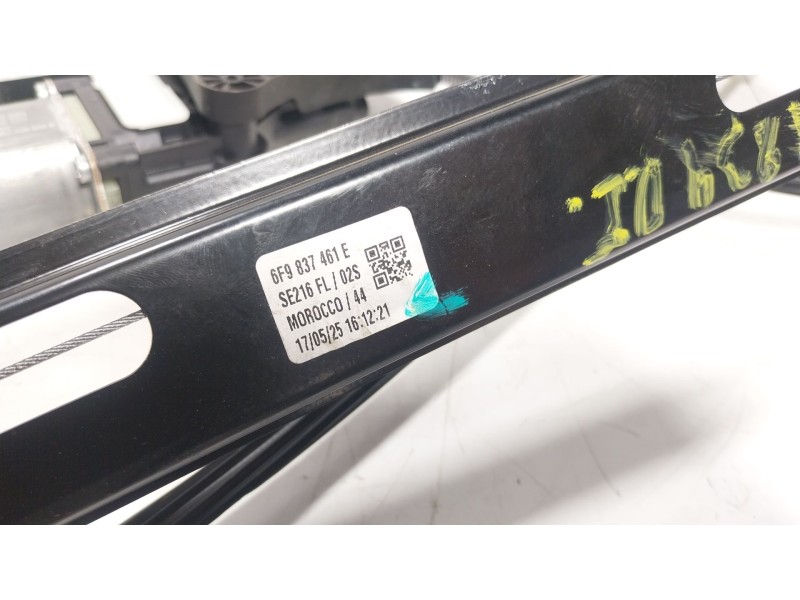 6F9 837 461 E
SE216 FL / 02S
MOROCCO / 44
17/05/25 16:12:21